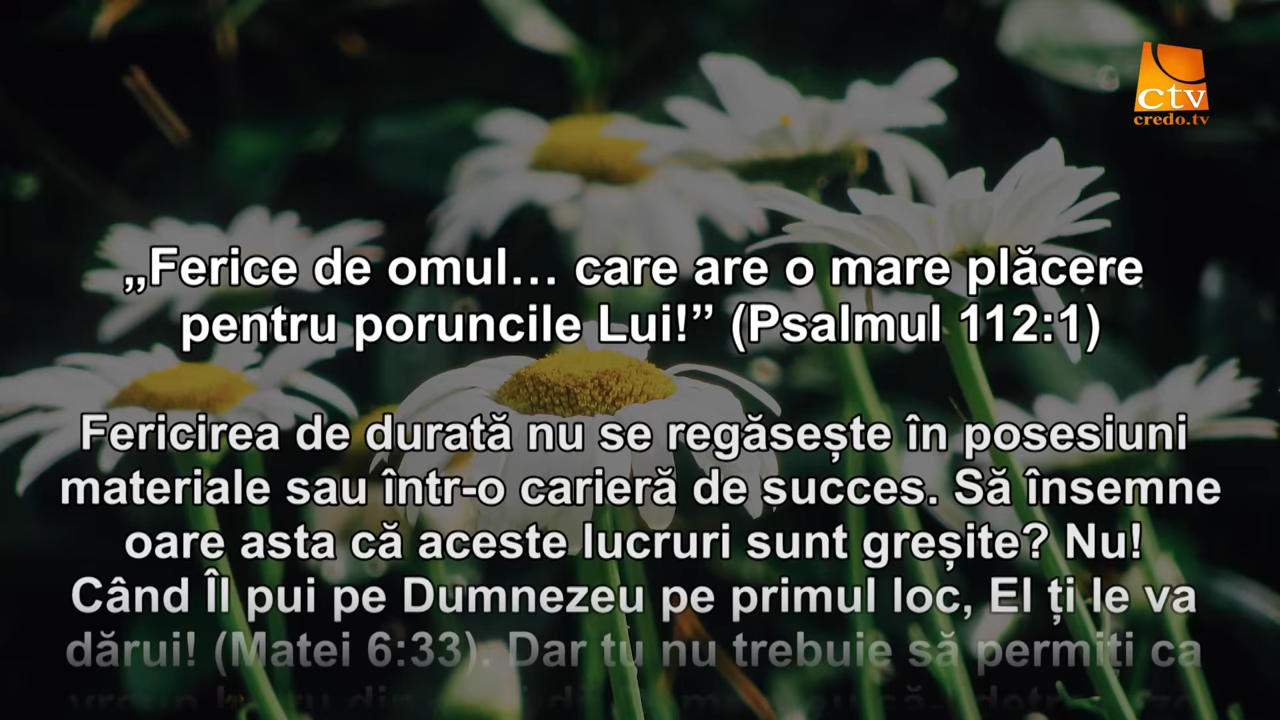 ctv
credo.tv
„Ferice de omul… care are o mare plăcere
pentru poruncile Lui!” (Psalmul 112:1)
Fericirea de durată nu se regăsește în posesiuni
materiale sau într-o carieră de succes. Să însemne
oare asta că aceste lucruri sunt greșite? Nu!
Când Îl pui pe Dumnezeu pe primul loc, El ți le va
dărui! (Matei 6:33). Dar tu nu trebuie să permiți ca